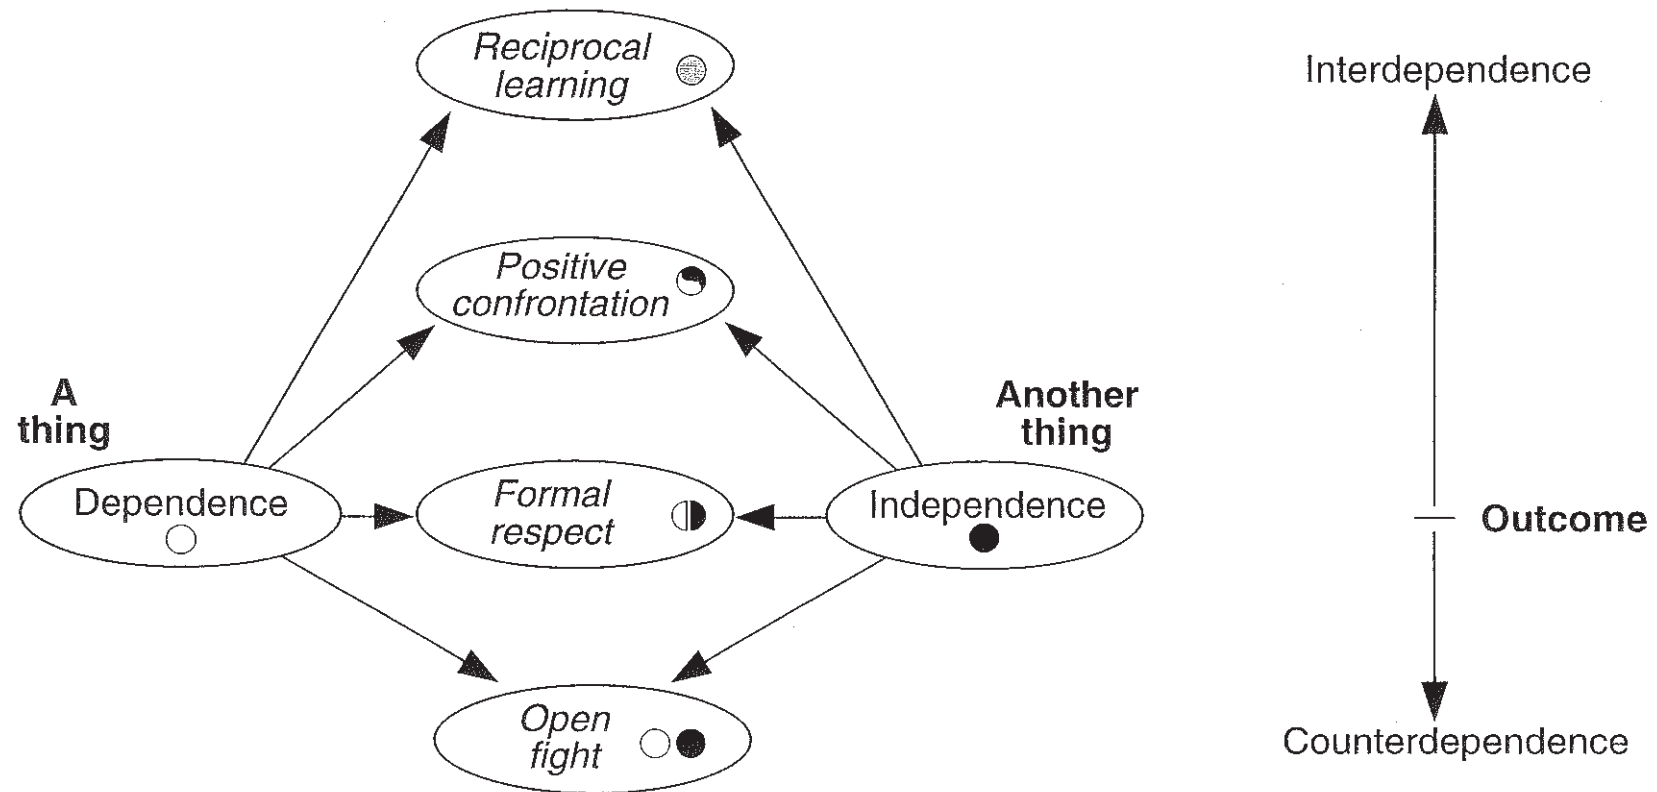 Reciprocal
learning
Interdependence
Positive
confrontation
A
thing
Another
thing
Dependence
Formal
respect
Independence
Outcome
Open
fight
Counterdependence